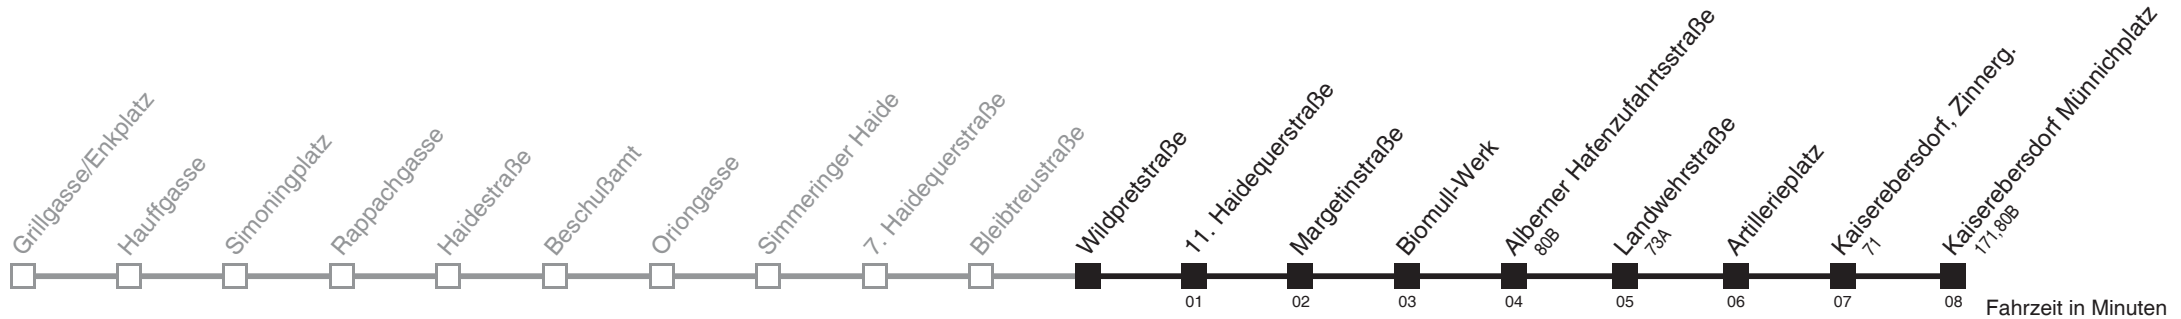 Grillgasse/Enkplatz
Hauffgasse
Simoningplatz
Rappachgasse
Haidestraße
Beschußamt
Oriongasse
Simmeringer Haide
7. Haidequerstraße
Bleibtreustraße
Wildpretstraße
11. Haidequerstraße
Margetinstraße
Biomull-Werk
Alberner Hafenzufahrtsstraße
80B
Landwehrstraße
73A
Artillerieplatz
Kaiserebersdorf, Zinnerg.
71
Kaiserebersdorf Münnichplatz
171,80B
01
02
03
04
05
06
07
08
Fahrzeit in Minuten